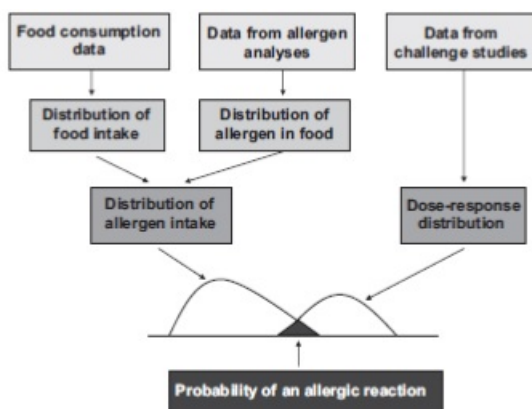 Food consumption
data
Data from allergen
analyses
Data from
challenge studies
Distribution of
food intake
Distribution of
allergen in food
Distribution of
allergen intake
Dose-response
distribution
Probability of an allergic reaction